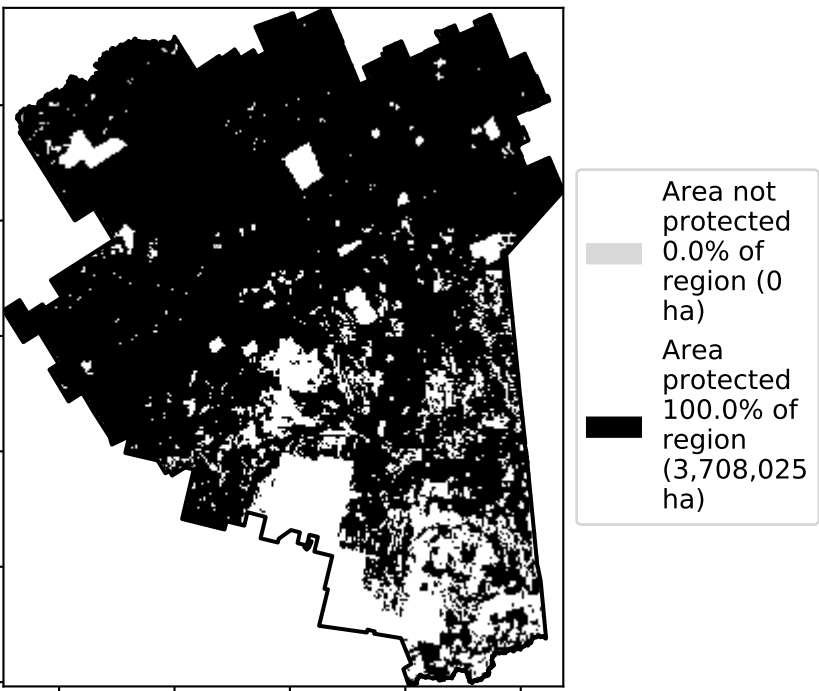 Area not
protected
0.0% of
region (0
ha)
Area
protected
100.0% of
region
(3,708,025
ha)